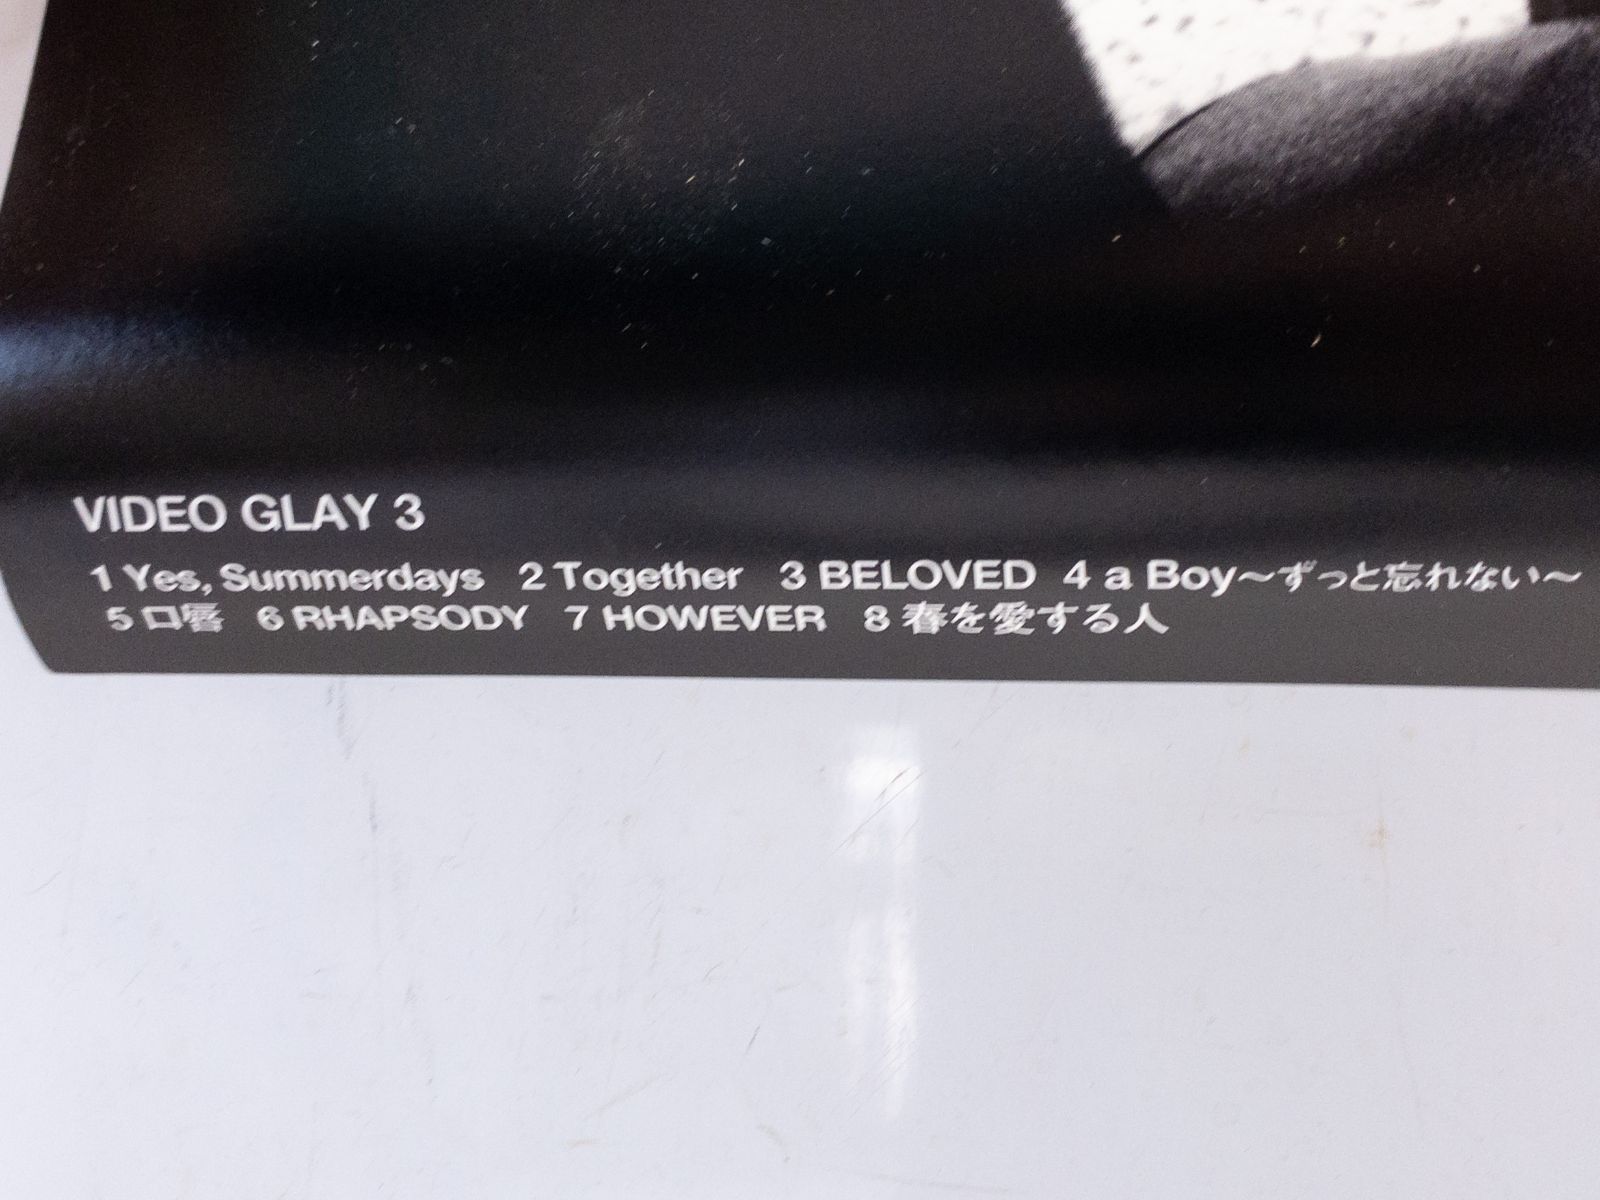 VIDEO GLAY 3
1 Yes, Summerdays 2 Together 3 BELOVED 4 a Boy～ずっと忘れない～
5 口唇 6 RHAPSODY 7 HOWEVER 8 春を愛する人